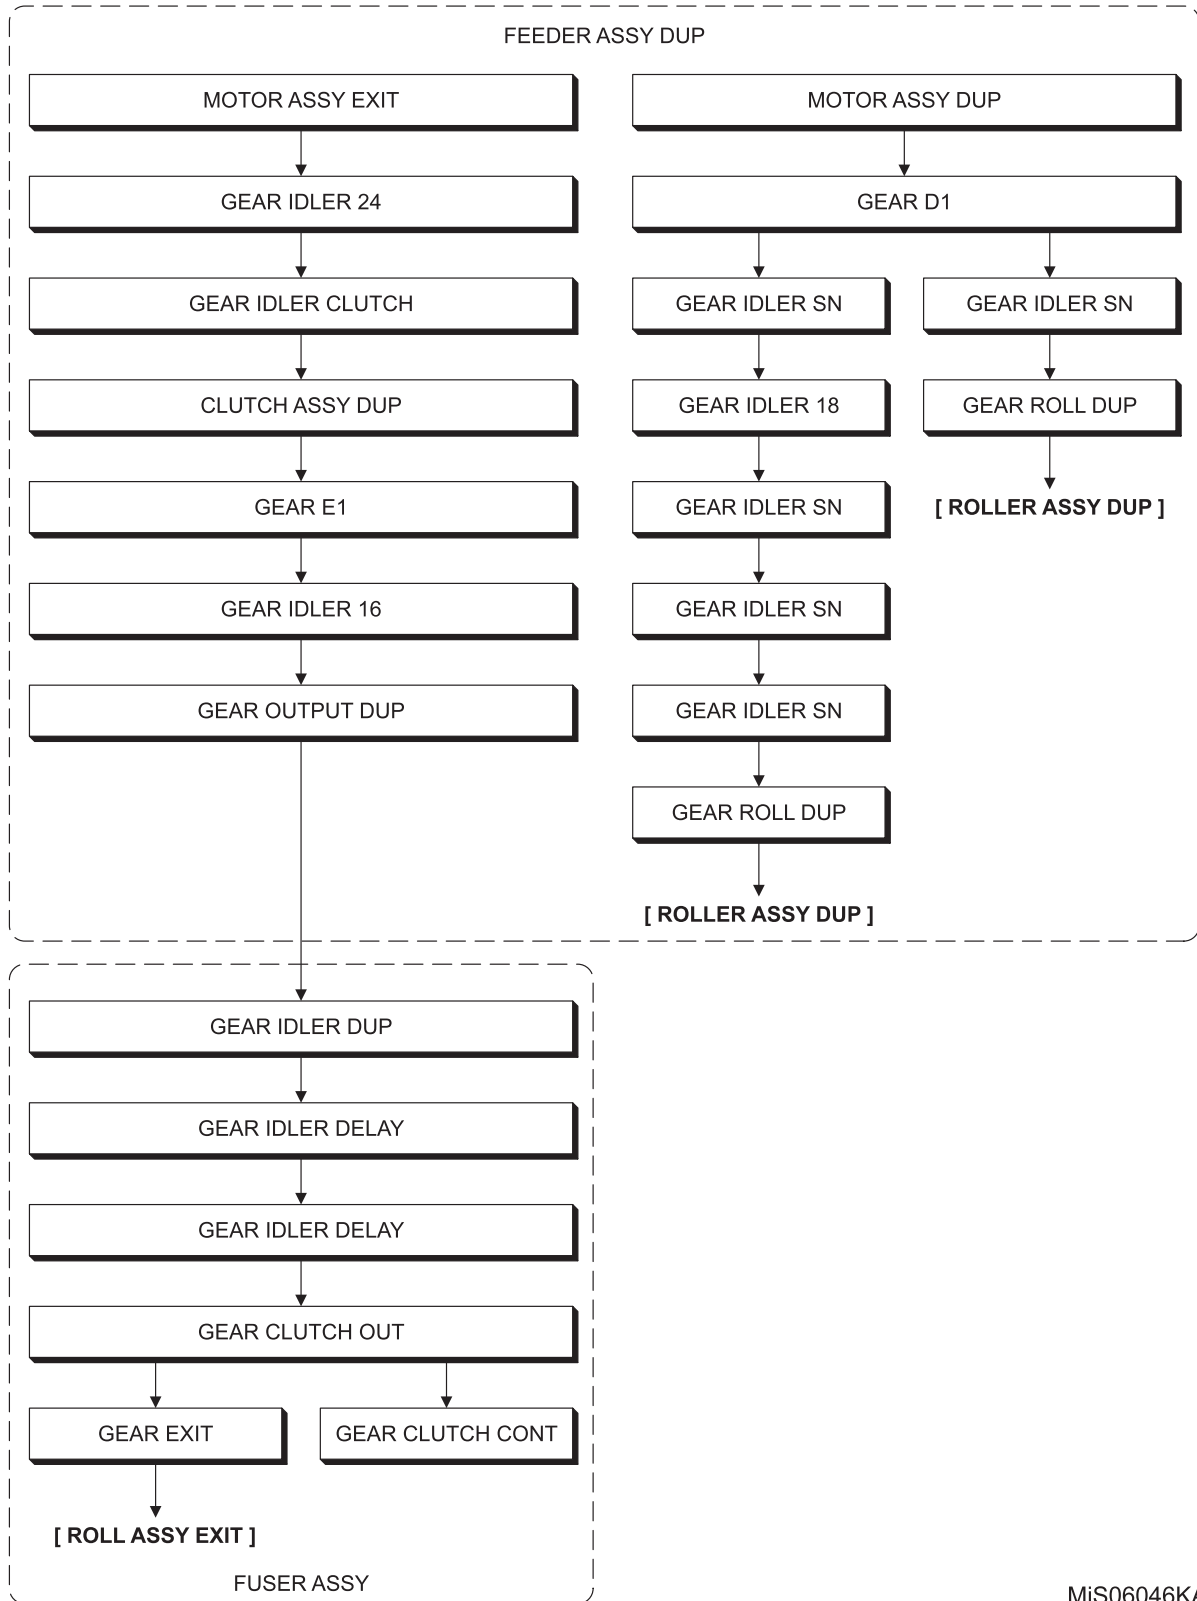 FEEDER ASSY DUP
MOTOR ASSY EXIT
GEAR IDLER 24
GEAR IDLER CLUTCH
CLUTCH ASSY DUP
GEAR E1
GEAR IDLER 16
GEAR OUTPUT DUP
MOTOR ASSY DUP
GEAR D1
GEAR IDLER SN
GEAR IDLER 18
GEAR IDLER SN
GEAR IDLER SN
GEAR IDLER SN
GEAR ROLL DUP
[ ROLLER ASSY DUP ]
GEAR IDLER SN
GEAR ROLL DUP
[ ROLLER ASSY DUP ]
GEAR IDLER DUP
GEAR IDLER DELAY
GEAR IDLER DELAY
GEAR CLUTCH OUT
GEAR EXIT
GEAR CLUTCH CONT
[ ROLL ASSY EXIT ]
FUSER ASSY
MiS06046KA